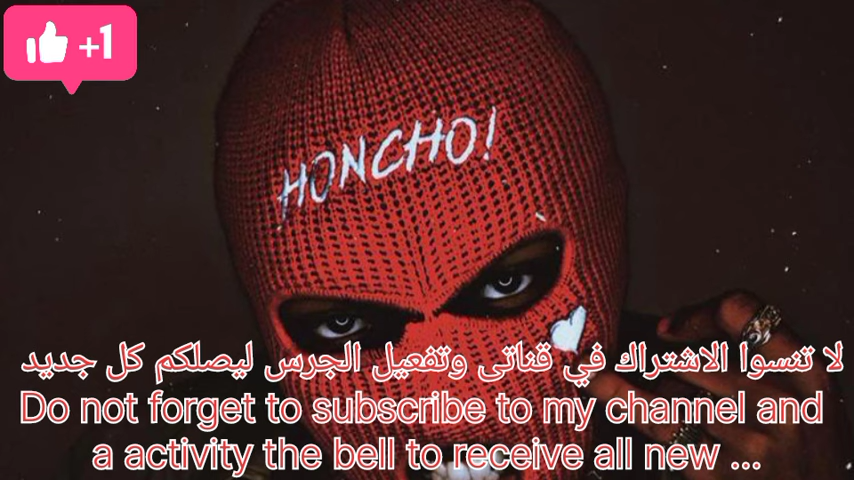 +1
HONCHO!
لا تنسوا الاشتراك في قناتى وتفعيل الجرس ليصلكم كل جديد
Do not forget to subscribe to my channel and
a activity the bell to receive all new ...